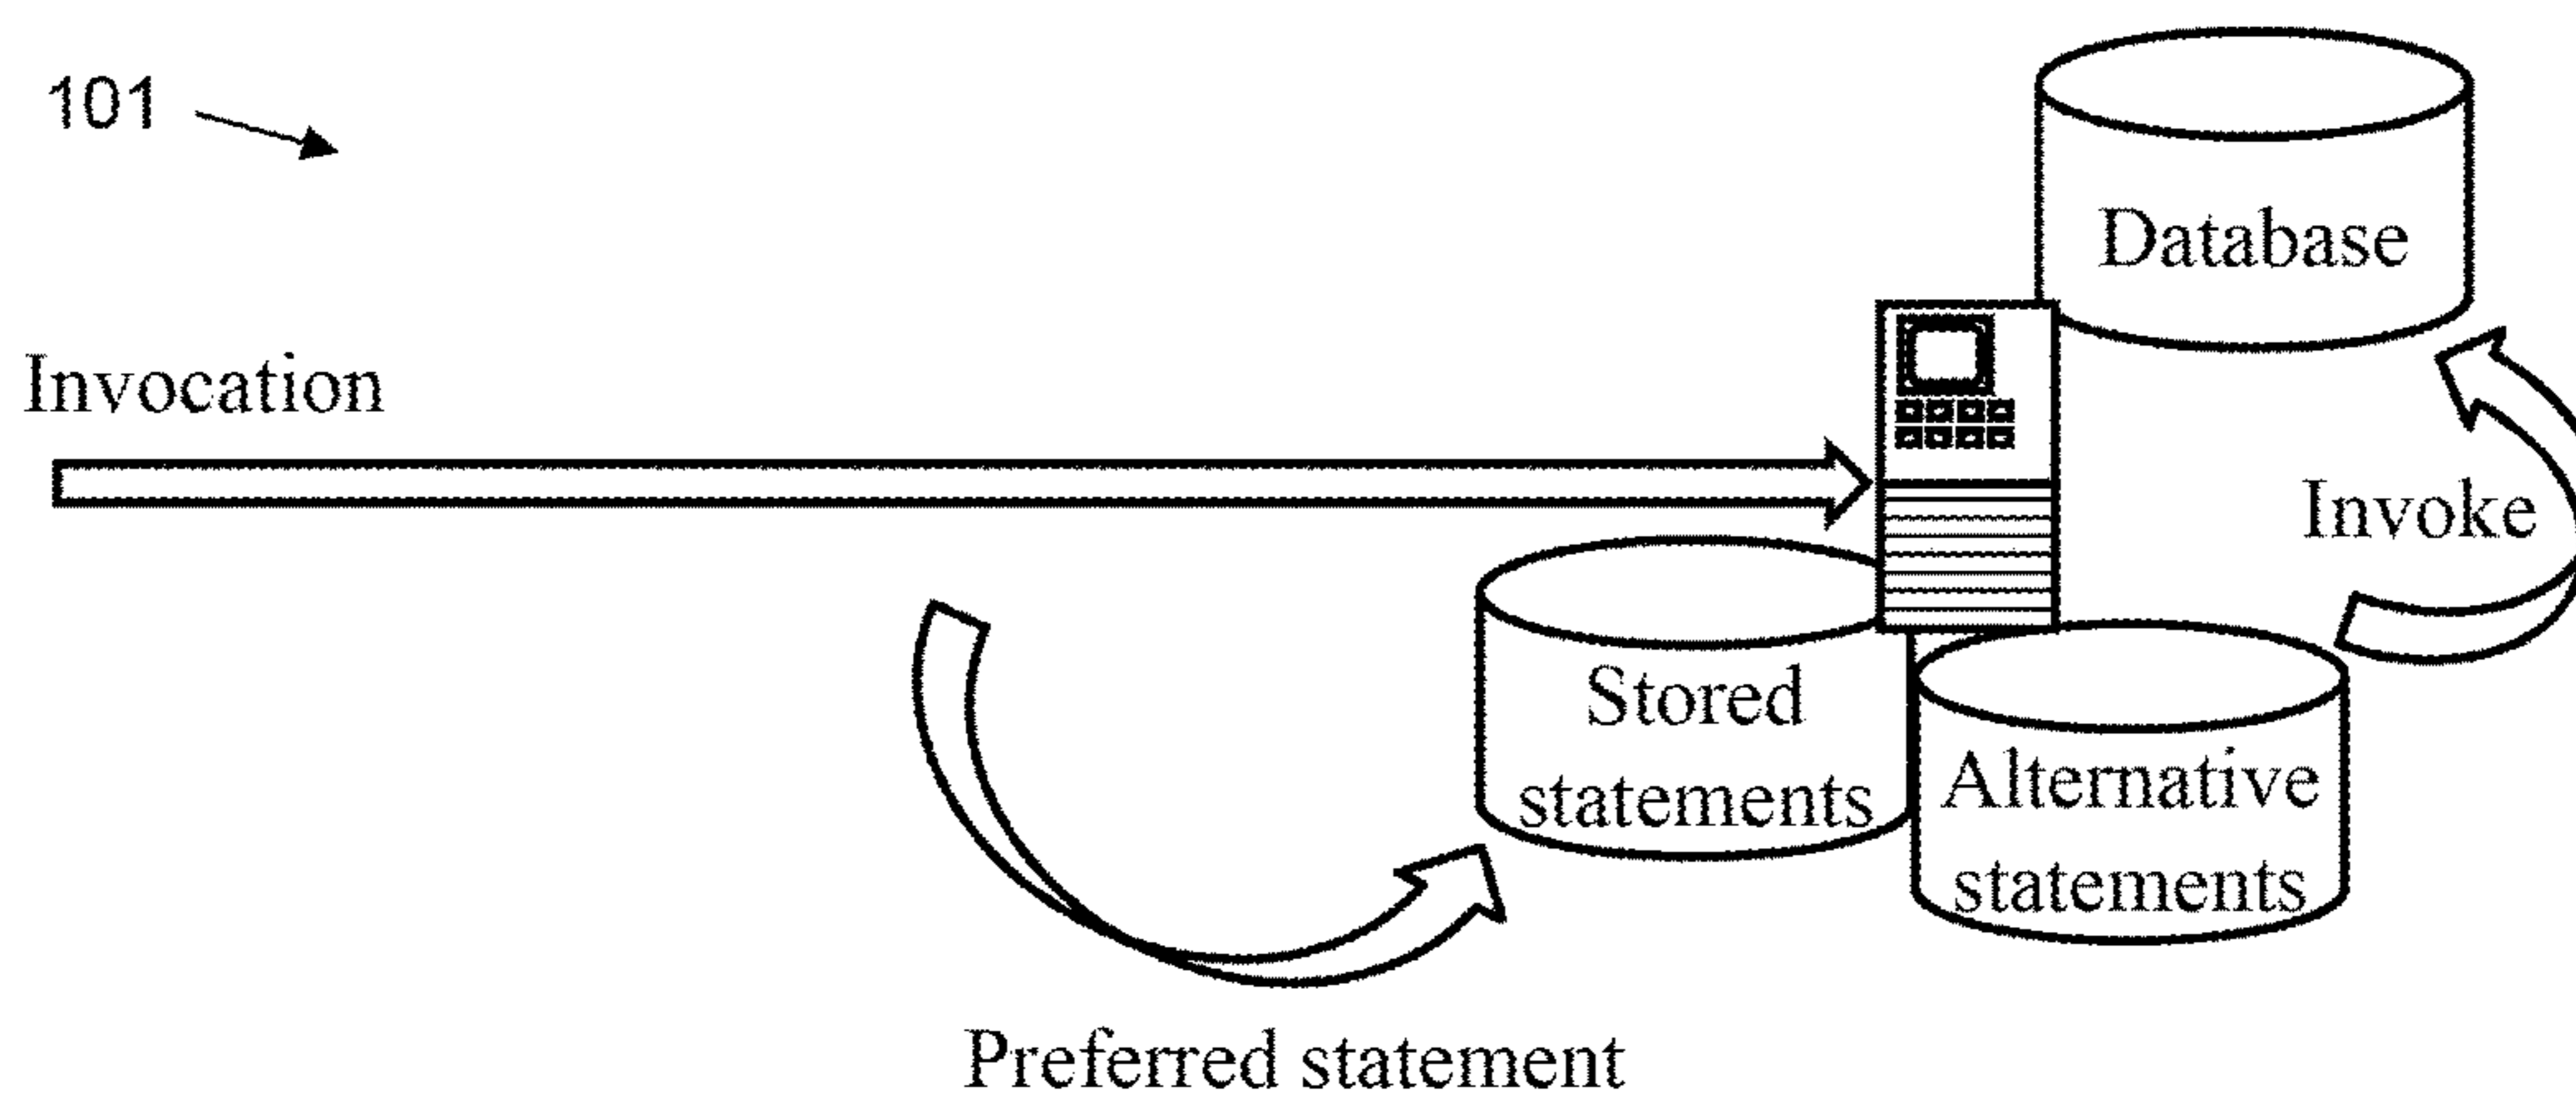 101
Database
Invocation
Invoke
Stored
statements
Alternative
statements
Preferred statement